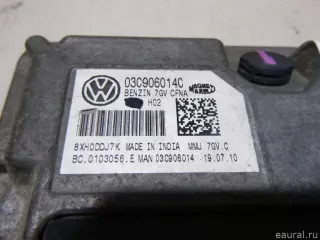 03C906014C
BENZIN 7GV CFNA
H02
MAGNETI MARELLI
8XH0DDJ7K MADE IN INDIA MMJ 7GV.C
BC.0103056.E MAN 03C906014 19.07.10
eaural.ru